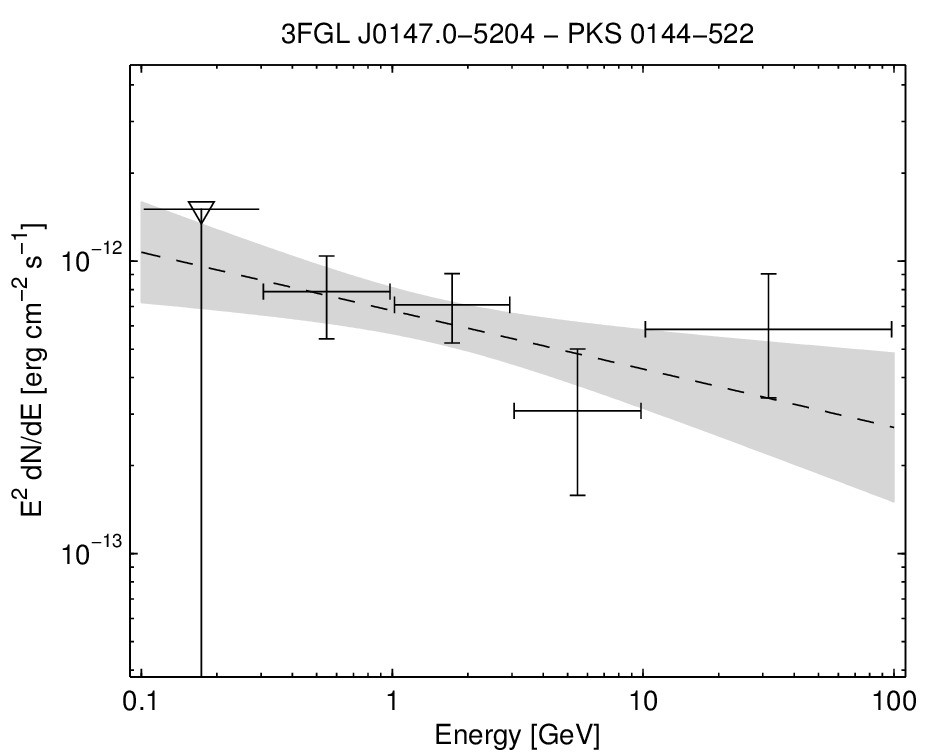 3FGL J0147.0−5204 − PKS 0144−522
E² dN/dE [erg cm⁻² s⁻¹]
10⁻¹²
10⁻¹³
0.1 1 10 100
Energy [GeV]